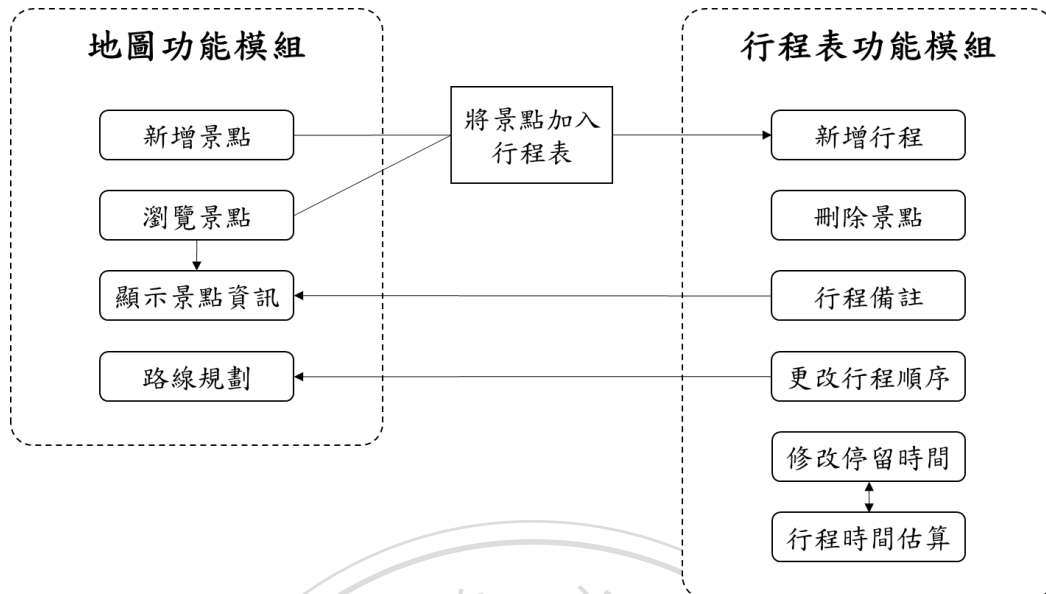 地圖功能模組
新增景點
瀏覽景點
顯示景點資訊
路線規劃
將景點加入
行程表
行程表功能模組
新增行程
刪除景點
行程備註
更改行程順序
修改停留時間
行程時間估算